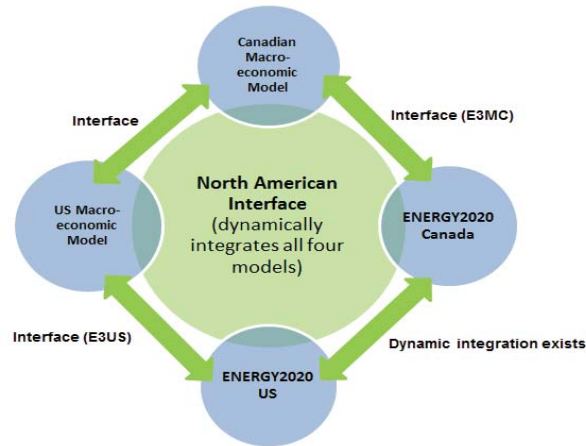 Canadian
Macro-
economic
Model
Interface
Interface (E3MC)
North American
Interface
(dynamically
integrates all four
models)
US Macro-
economic
Model
ENERGY2020
Canada
Interface (E3US)
Dynamic integration exists
ENERGY2020
US